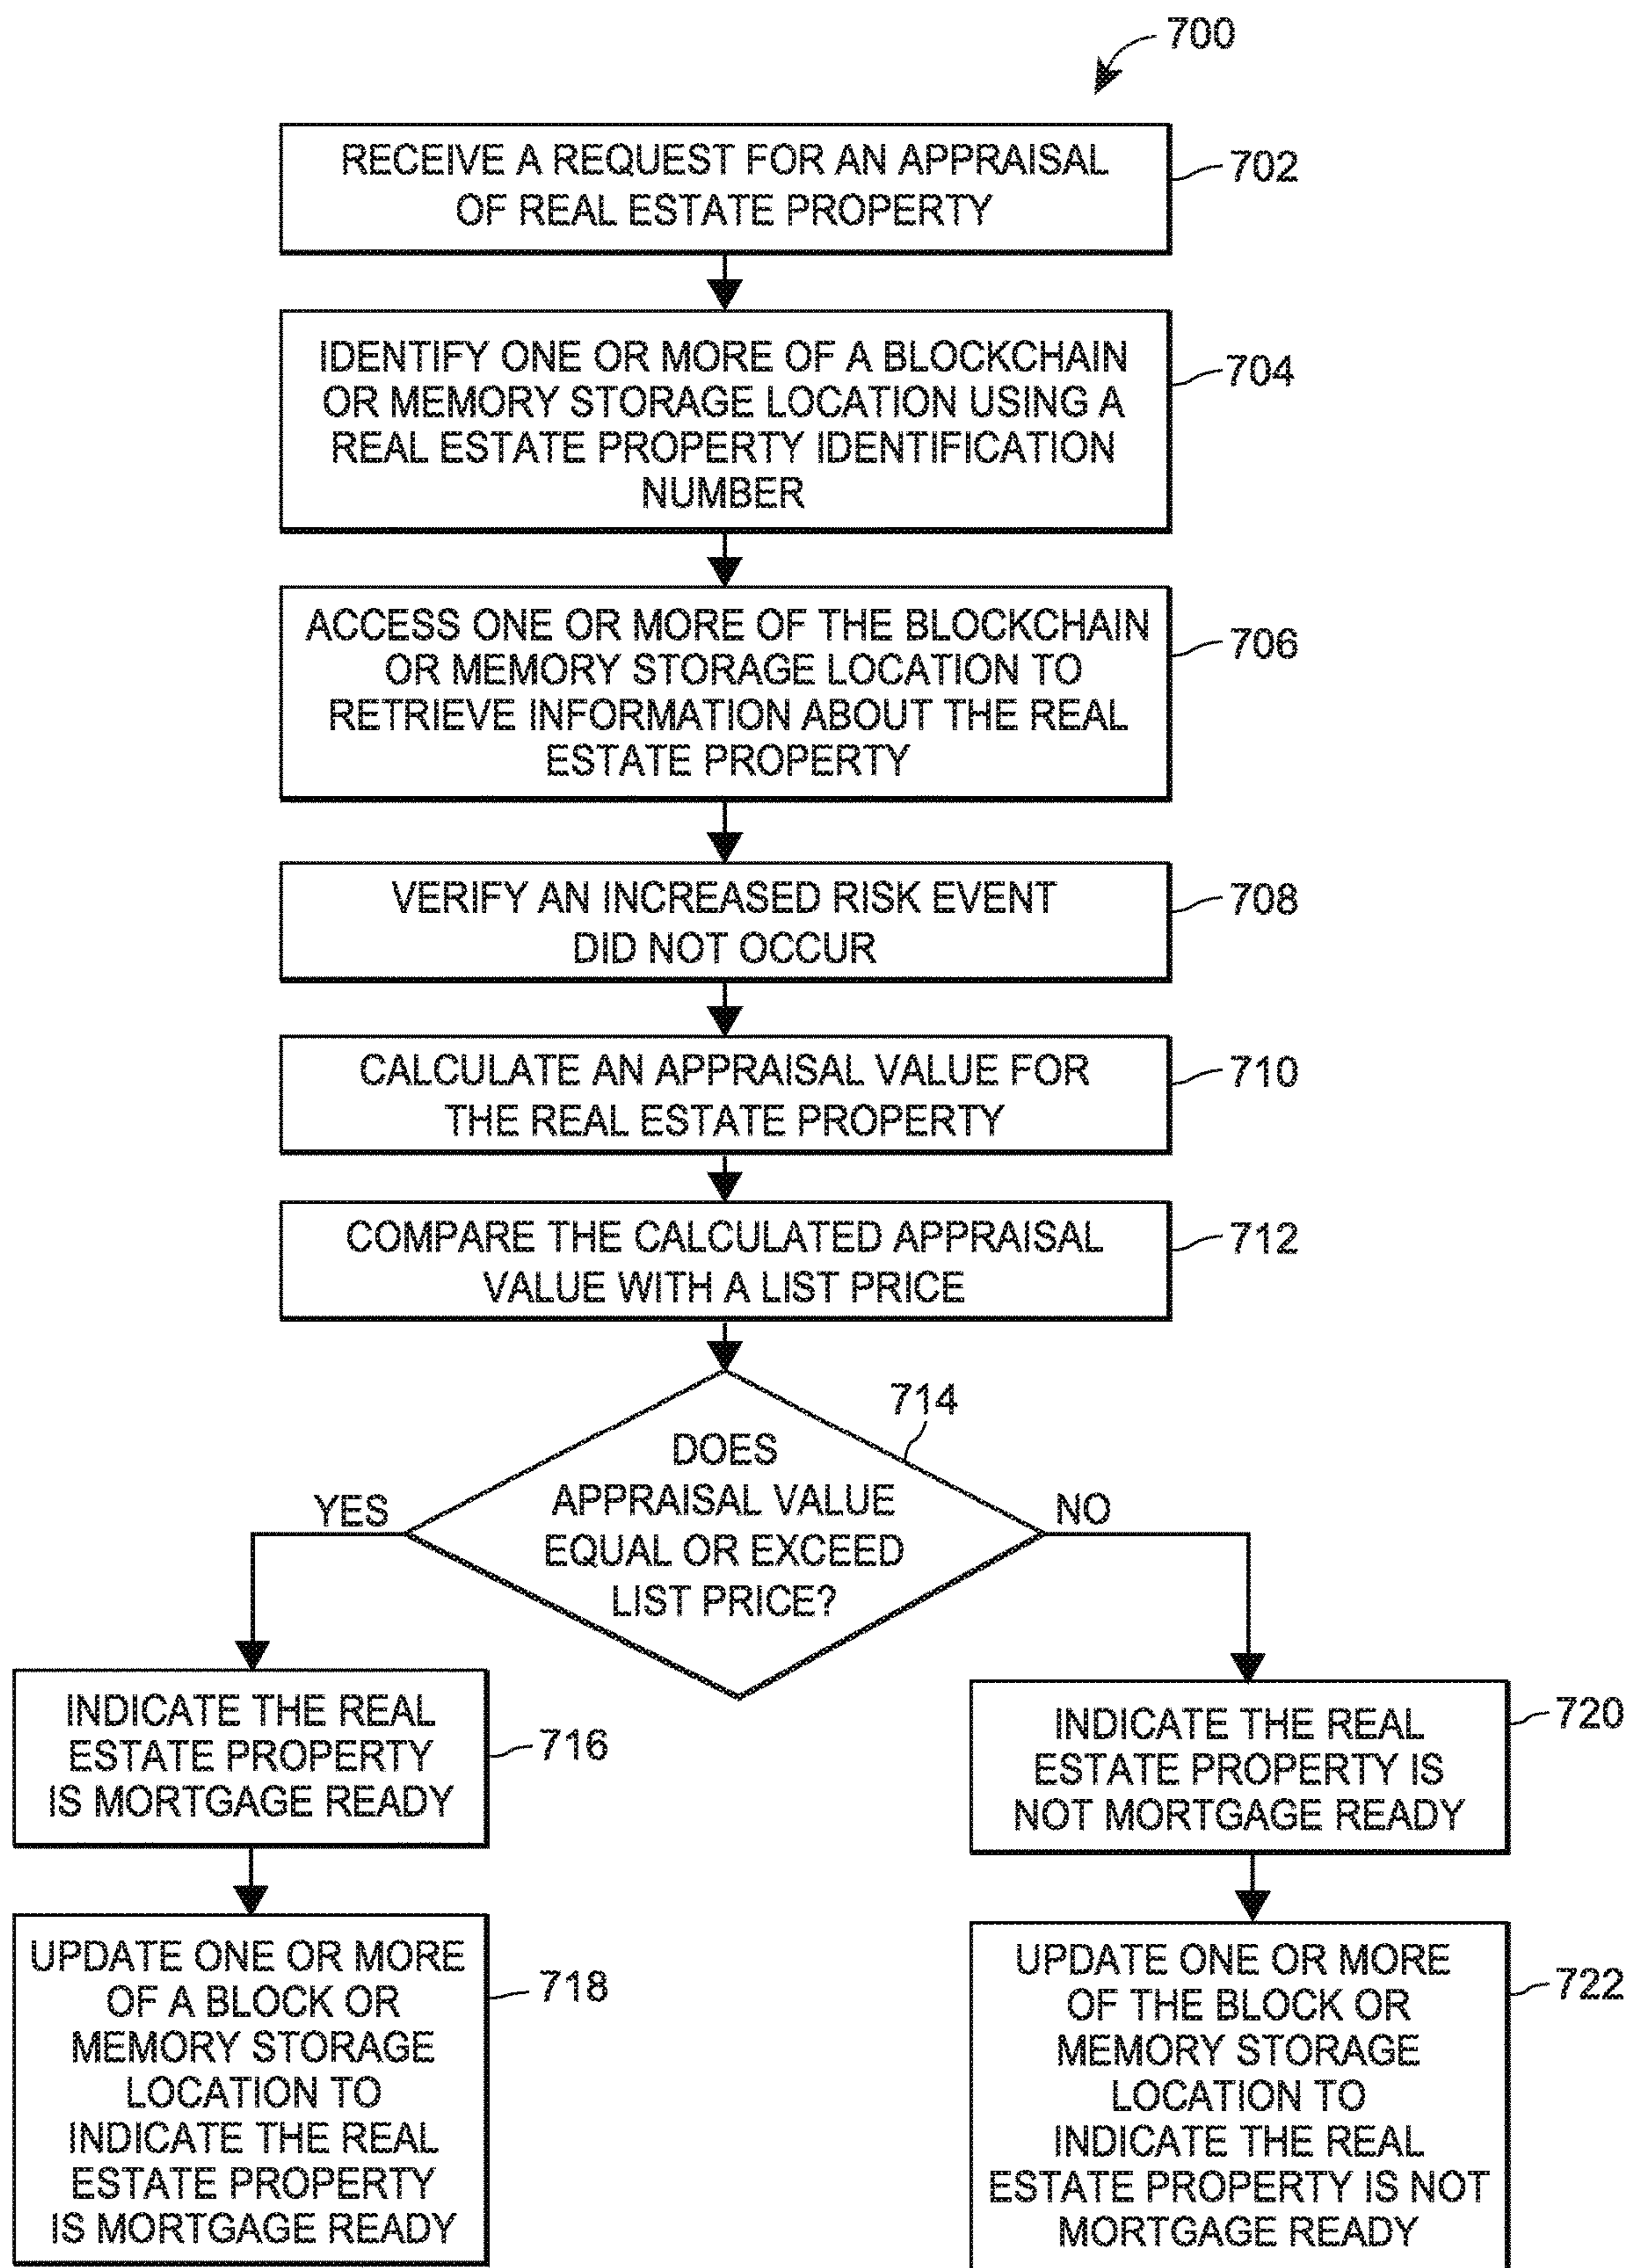 700
RECEIVE A REQUEST FOR AN APPRAISAL
OF REAL ESTATE PROPERTY
702
IDENTIFY ONE OR MORE OF A BLOCKCHAIN
OR MEMORY STORAGE LOCATION USING A
REAL ESTATE PROPERTY IDENTIFICATION
NUMBER
704
ACCESS ONE OR MORE OF THE BLOCKCHAIN
OR MEMORY STORAGE LOCATION TO
RETRIEVE INFORMATION ABOUT THE REAL
ESTATE PROPERTY
706
VERIFY AN INCREASED RISK EVENT
DID NOT OCCUR
708
CALCULATE AN APPRAISAL VALUE FOR
THE REAL ESTATE PROPERTY
710
COMPARE THE CALCULATED APPRAISAL
VALUE WITH A LIST PRICE
712
714
DOES
APPRAISAL VALUE
EQUAL OR EXCEED
LIST PRICE?
YES
NO
INDICATE THE REAL
ESTATE PROPERTY
IS MORTGAGE READY
716
UPDATE ONE OR MORE
OF A BLOCK OR
MEMORY STORAGE
LOCATION TO
INDICATE THE REAL
ESTATE PROPERTY
IS MORTGAGE READY
718
INDICATE THE REAL
ESTATE PROPERTY IS
NOT MORTGAGE READY
720
UPDATE ONE OR MORE
OF THE BLOCK OR
MEMORY STORAGE
LOCATION TO
INDICATE THE REAL
ESTATE PROPERTY IS NOT
MORTGAGE READY
722